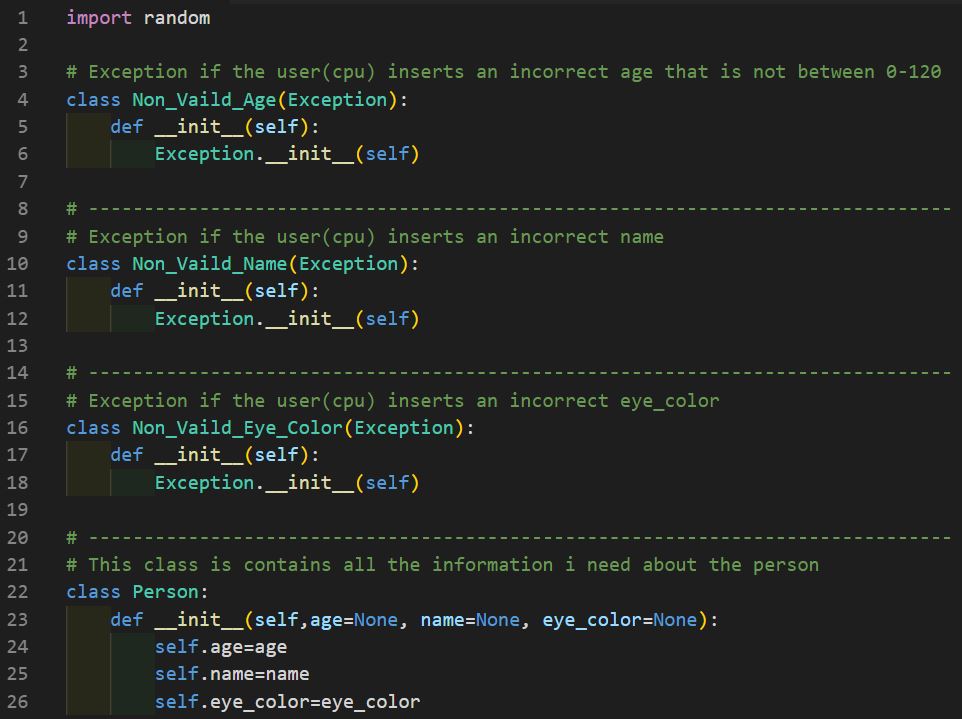 1 import random
2
3 # Exception if the user(cpu) inserts an incorrect age that is not between 0-120
4 class Non_Vaild_Age(Exception):
5     def __init__(self):
6         Exception.__init__(self)
7
8 # ------------------------------------------------------------------------------
9 # Exception if the user(cpu) inserts an incorrect name
10 class Non_Vaild_Name(Exception):
11     def __init__(self):
12         Exception.__init__(self)
13
14 # ------------------------------------------------------------------------------
15 # Exception if the user(cpu) inserts an incorrect eye_color
16 class Non_Vaild_Eye_Color(Exception):
17     def __init__(self):
18         Exception.__init__(self)
19
20 # ------------------------------------------------------------------------------
21 # This class is contains all the information i need about the person
22 class Person:
23     def __init__(self,age=None, name=None, eye_color=None):
24         self.age=age
25         self.name=name
26         self.eye_color=eye_color